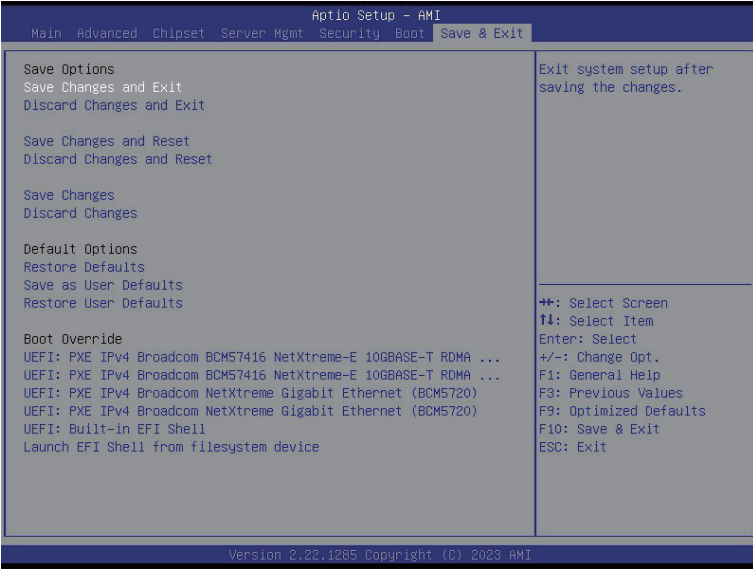 Aptio Setup – AMI
Main Advanced Chipset Server Mgmt Security Boot Save & Exit
Save Options
Save Changes and Exit
Discard Changes and Exit
Save Changes and Reset
Discard Changes and Reset
Save Changes
Discard Changes
Default Options
Restore Defaults
Save as User Defaults
Restore User Defaults
Boot Override
UEFI: PXE IPv4 Broadcom BCM57416 NetXtreme-E 10GBASE-T RDMA ...
UEFI: PXE IPv4 Broadcom BCM57416 NetXtreme-E 10GBASE-T RDMA ...
UEFI: PXE IPv4 Broadcom NetXtreme Gigabit Ethernet (BCM5720)
UEFI: PXE IPv4 Broadcom NetXtreme Gigabit Ethernet (BCM5720)
UEFI: Built-in EFI Shell
Launch EFI Shell from filesystem device
Exit system setup after
saving the changes.
→←: Select Screen
↑↓: Select Item
Enter: Select
+/-: Change Opt.
F1: General Help
F3: Previous Values
F9: Optimized Defaults
F10: Save & Exit
ESC: Exit
Version 2.22.1285 Copyright (C) 2023 AMI